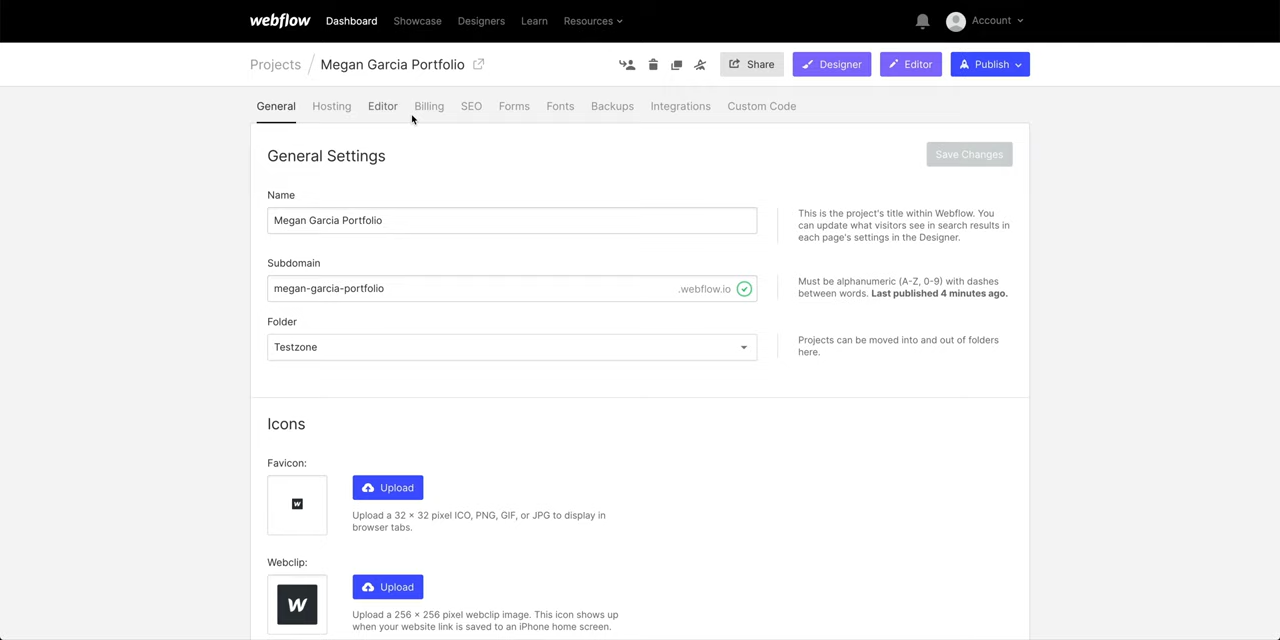 webflow Dashboard Showcase Designers Learn Resources Account
Projects / Megan Garcia Portfolio Share Designer Editor Publish
General Hosting Editor Billing SEO Forms Fonts Backups Integrations Custom Code
General Settings Save Changes
Name
Megan Garcia Portfolio
This is the project's title within Webflow. You
can update what visitors see in search results in
each page's settings in the Designer.
Subdomain
megan-garcia-portfolio .webflow.io
Must be alphanumeric (A-Z, 0-9) with dashes
between words. Last published 4 minutes ago.
Folder
Testzone
Projects can be moved into and out of folders
here.
Icons
Favicon:
W
Upload
Upload a 32 × 32 pixel ICO, PNG, GIF, or JPG to display in
browser tabs.
Webclip:
W
Upload
Upload a 256 × 256 pixel webclip image. This icon shows up
when your website link is saved to an iPhone home screen.